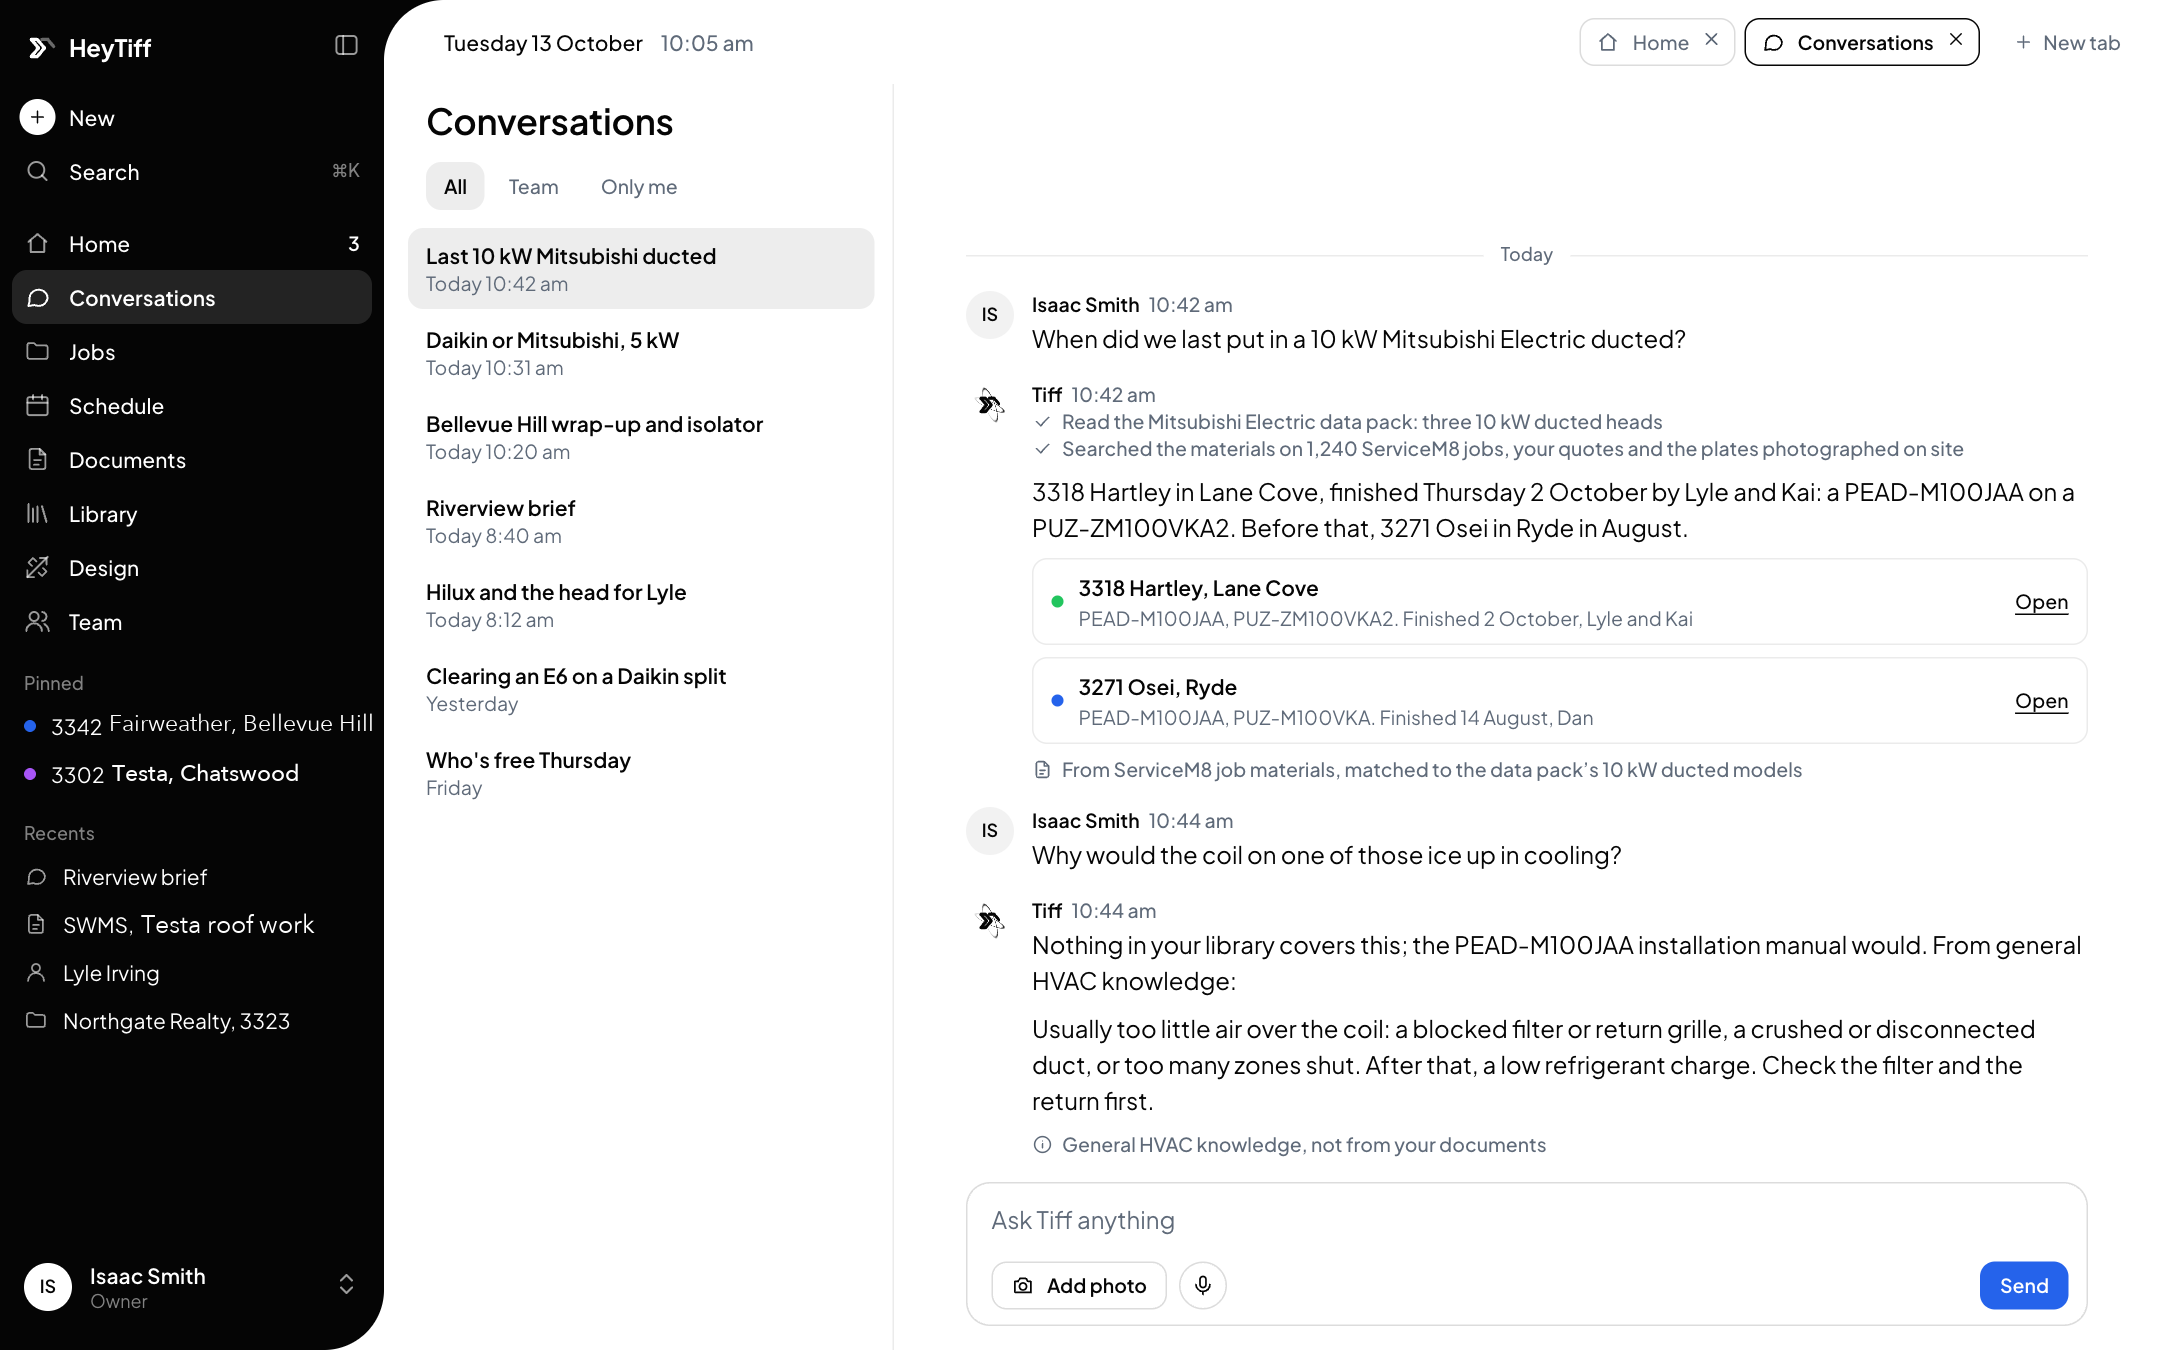 HeyTiff
New
Search ⌘K
Home 3
Conversations
Jobs
Schedule
Documents
Library
Design
Team
Pinned
3342 Fairweather, Bellevue Hill
3302 Testa, Chatswood
Recents
Riverview brief
SWMS, Testa roof work
Lyle Irving
Northgate Realty, 3323
IS
Isaac Smith
Owner
Tuesday 13 October 10:05 am
Home
Conversations
New tab
Conversations
All Team Only me
Last 10 kW Mitsubishi ducted
Today 10:42 am
Daikin or Mitsubishi, 5 kW
Today 10:31 am
Bellevue Hill wrap-up and isolator
Today 10:20 am
Riverview brief
Today 8:40 am
Hilux and the head for Lyle
Today 8:12 am
Clearing an E6 on a Daikin split
Yesterday
Who's free Thursday
Friday
Today
IS
Isaac Smith 10:42 am
When did we last put in a 10 kW Mitsubishi Electric ducted?
Tiff 10:42 am
Read the Mitsubishi Electric data pack: three 10 kW ducted heads
Searched the materials on 1,240 ServiceM8 jobs, your quotes and the plates photographed on site
3318 Hartley in Lane Cove, finished Thursday 2 October by Lyle and Kai: a PEAD-M100JAA on a
PUZ-ZM100VKA2. Before that, 3271 Osei in Ryde in August.
3318 Hartley, Lane Cove
PEAD-M100JAA, PUZ-ZM100VKA2. Finished 2 October, Lyle and Kai
Open
3271 Osei, Ryde
PEAD-M100JAA, PUZ-M100VKA. Finished 14 August, Dan
Open
From ServiceM8 job materials, matched to the data pack’s 10 kW ducted models
IS
Isaac Smith 10:44 am
Why would the coil on one of those ice up in cooling?
Tiff 10:44 am
Nothing in your library covers this; the PEAD-M100JAA installation manual would. From general
HVAC knowledge:
Usually too little air over the coil: a blocked filter or return grille, a crushed or disconnected
duct, or too many zones shut. After that, a low refrigerant charge. Check the filter and the
return first.
General HVAC knowledge, not from your documents
Ask Tiff anything
Add photo
Send